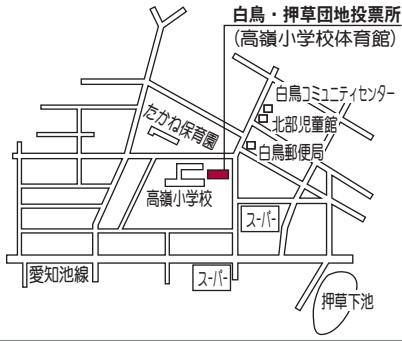 白鳥・押草団地投票所
(高嶺小学校体育館)
白鳥コミュニティセンター
たかね保育園
北部児童館
白鳥郵便局
高嶺小学校
スーパー
愛知池線
スーパー
押草下池